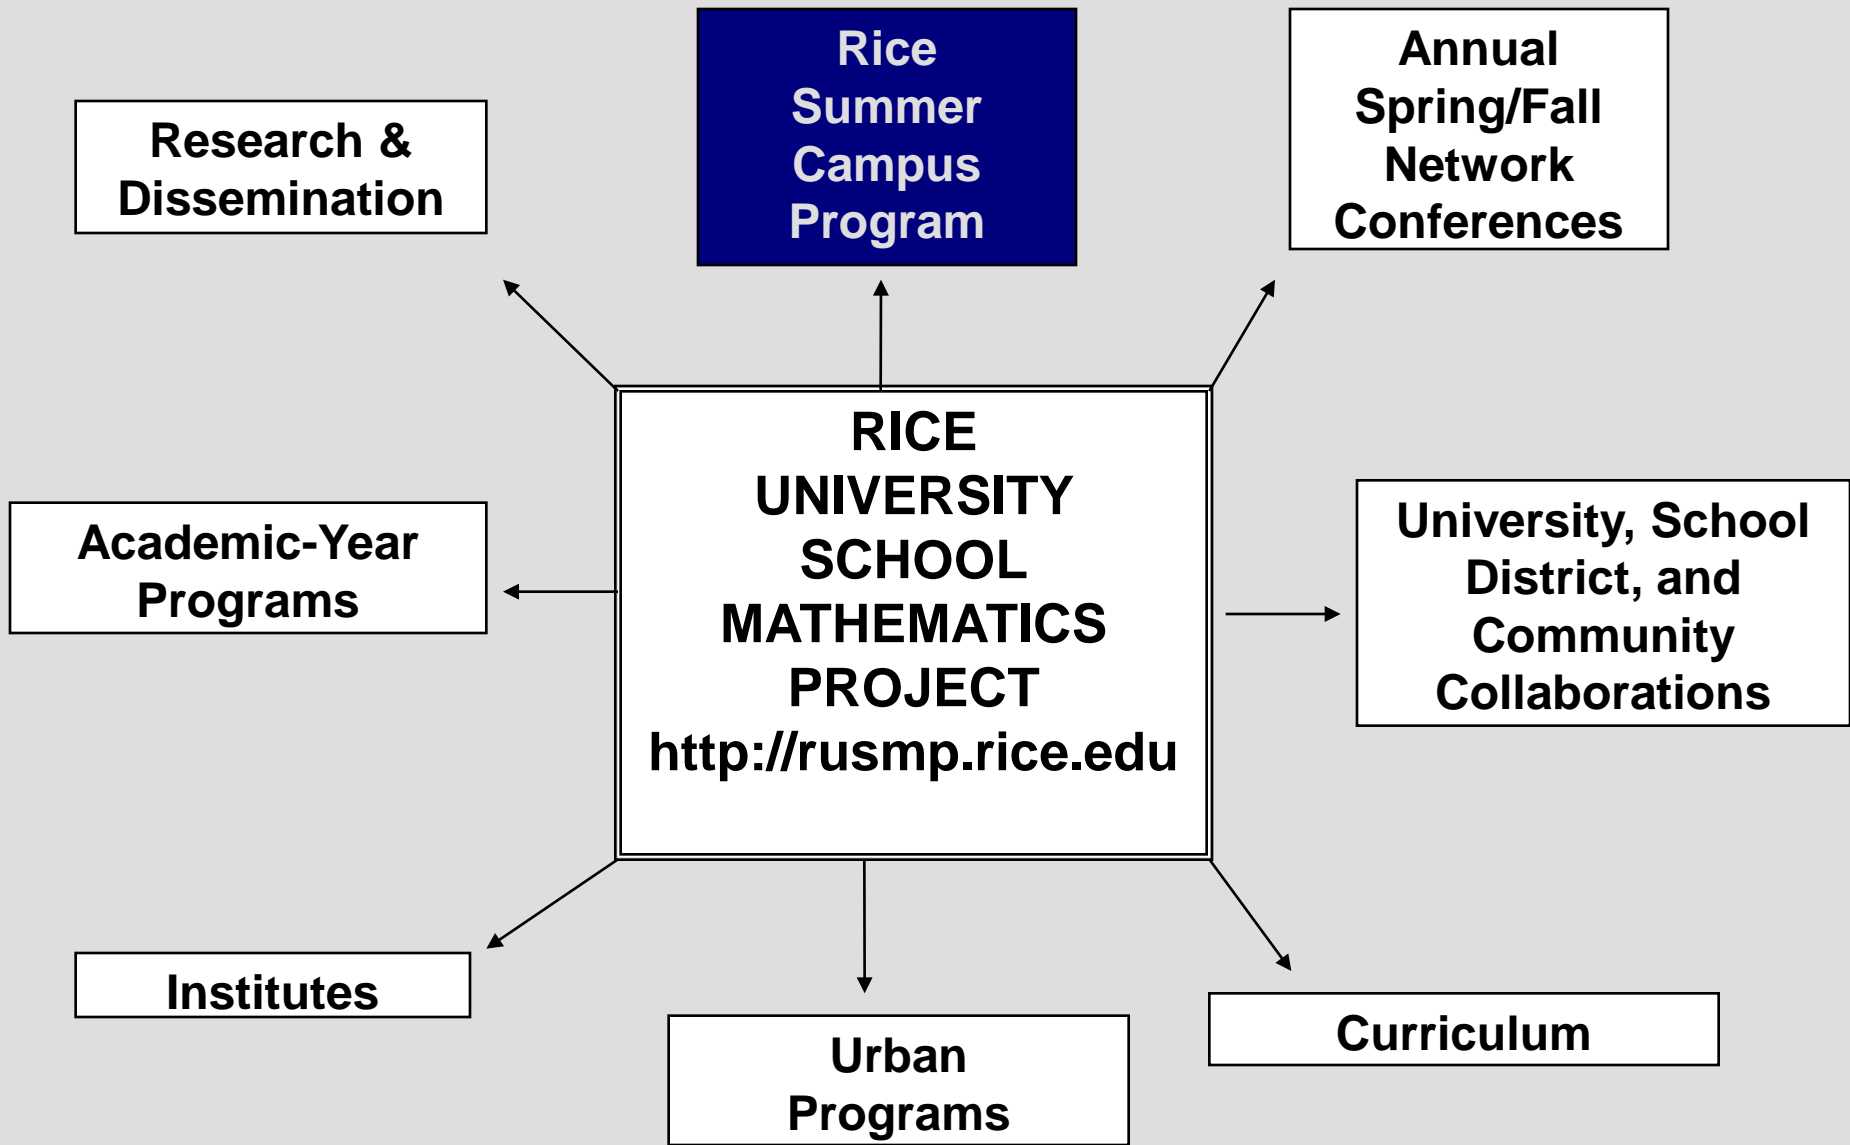 Rice
Summer
Campus
Program
Annual
Spring/Fall
Network
Conferences
Research &
Dissemination
RICE
UNIVERSITY
SCHOOL
MATHEMATICS
PROJECT
http://rusmp.rice.edu
Academic-Year
Programs
University, School
District, and
Community
Collaborations
Institutes
Urban
Programs
Curriculum